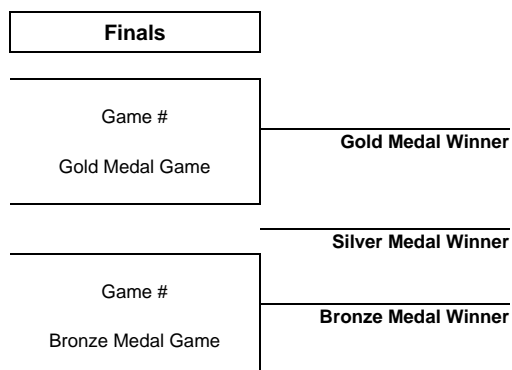 Finals
Game #
Gold Medal Winner
Gold Medal Game
Silver Medal Winner
Game #
Bronze Medal Winner
Bronze Medal Game